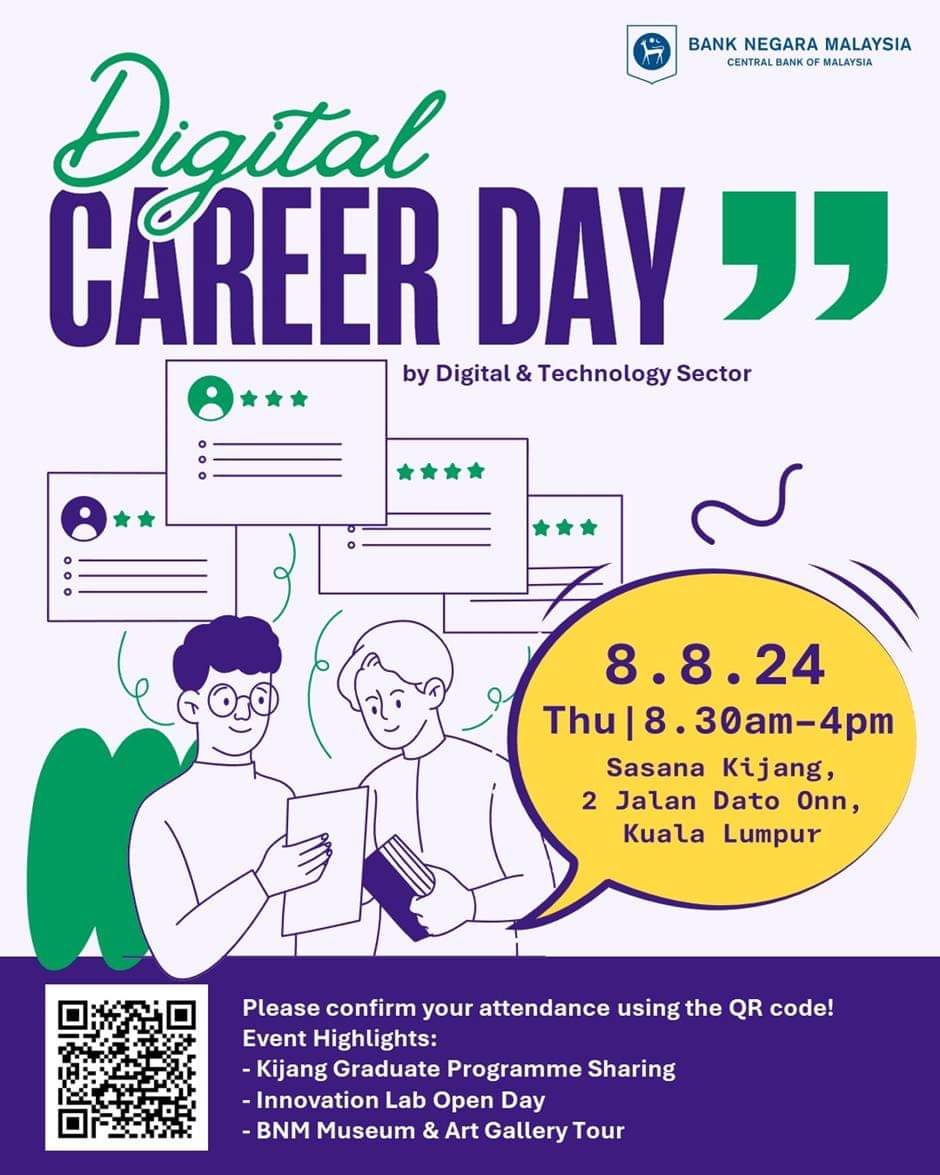 BANK NEGARA MALAYSIA
CENTRAL BANK OF MALAYSIA
Digital
CAREER DAY ”
by Digital & Technology Sector
8.8.24
Thu|8.30am-4pm
Sasana Kijang,
2 Jalan Dato Onn,
Kuala Lumpur
Please confirm your attendance using the QR code!
Event Highlights:
- Kijang Graduate Programme Sharing
- Innovation Lab Open Day
- BNM Museum & Art Gallery Tour